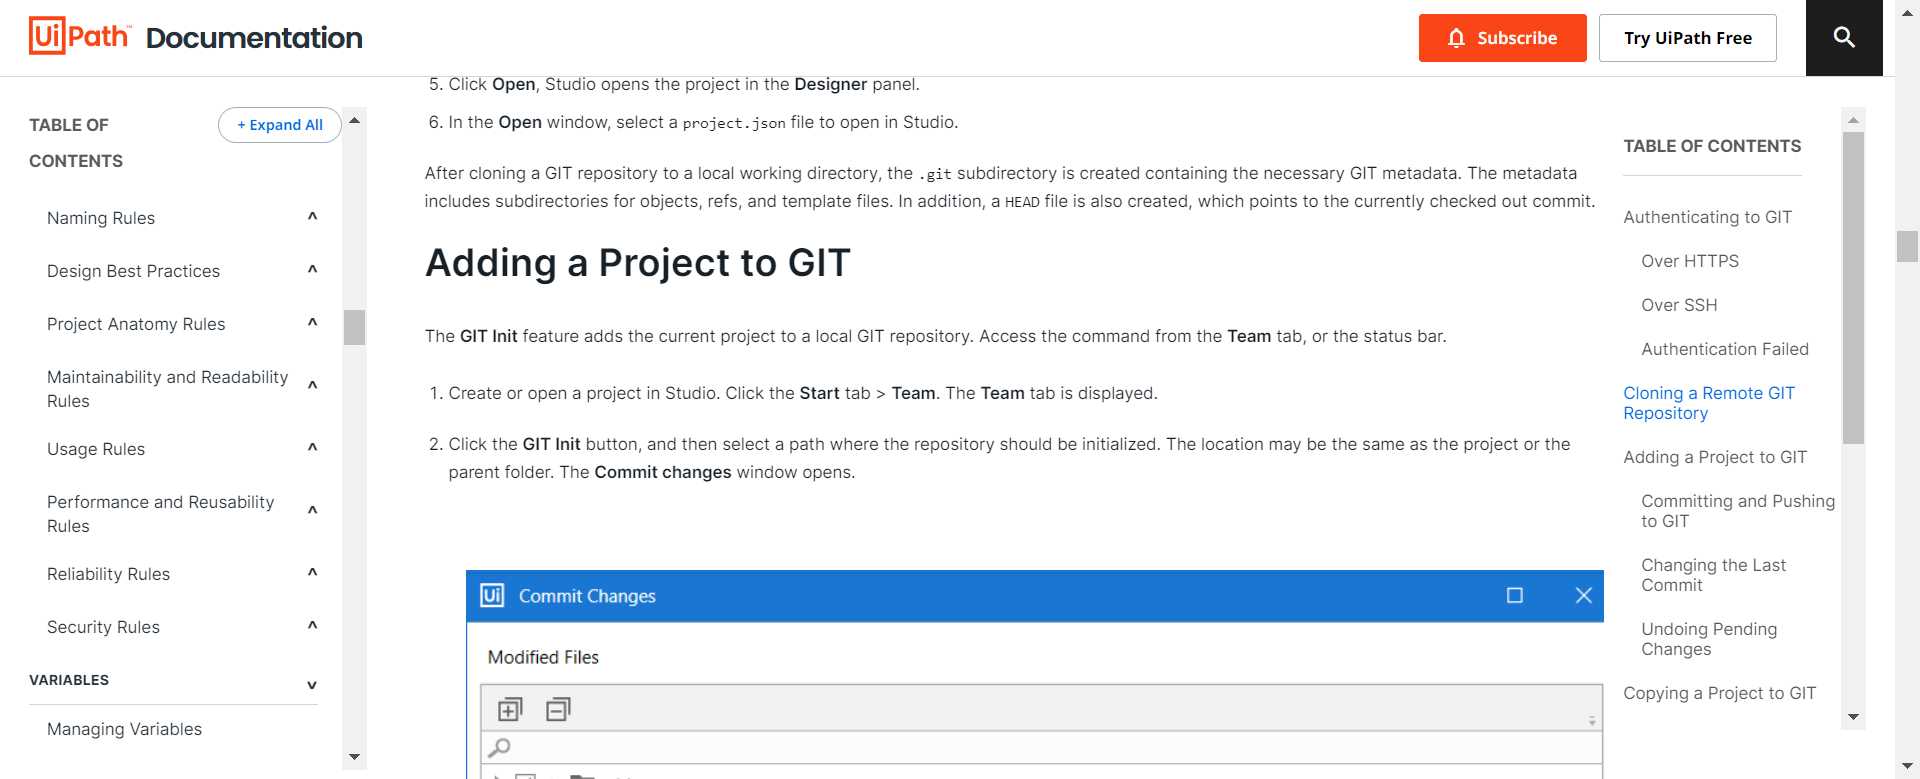 UiPath™ Documentation
Subscribe
Try UiPath Free
TABLE OF CONTENTS
+ Expand All
Naming Rules
Design Best Practices
Project Anatomy Rules
Maintainability and Readability
Rules
Usage Rules
Performance and Reusability
Rules
Reliability Rules
Security Rules
VARIABLES
Managing Variables
5. Click Open, Studio opens the project in the Designer panel.
6. In the Open window, select a project.json file to open in Studio.
After cloning a GIT repository to a local working directory, the .git subdirectory is created containing the necessary GIT metadata. The metadata
includes subdirectories for objects, refs, and template files. In addition, a HEAD file is also created, which points to the currently checked out commit.
Adding a Project to GIT
The GIT Init feature adds the current project to a local GIT repository. Access the command from the Team tab, or the status bar.
1. Create or open a project in Studio. Click the Start tab > Team. The Team tab is displayed.
2. Click the GIT Init button, and then select a path where the repository should be initialized. The location may be the same as the project or the
parent folder. The Commit changes window opens.
Ui Commit Changes
Modified Files
TABLE OF CONTENTS
Authenticating to GIT
Over HTTPS
Over SSH
Authentication Failed
Cloning a Remote GIT
Repository
Adding a Project to GIT
Committing and Pushing
to GIT
Changing the Last
Commit
Undoing Pending
Changes
Copying a Project to GIT